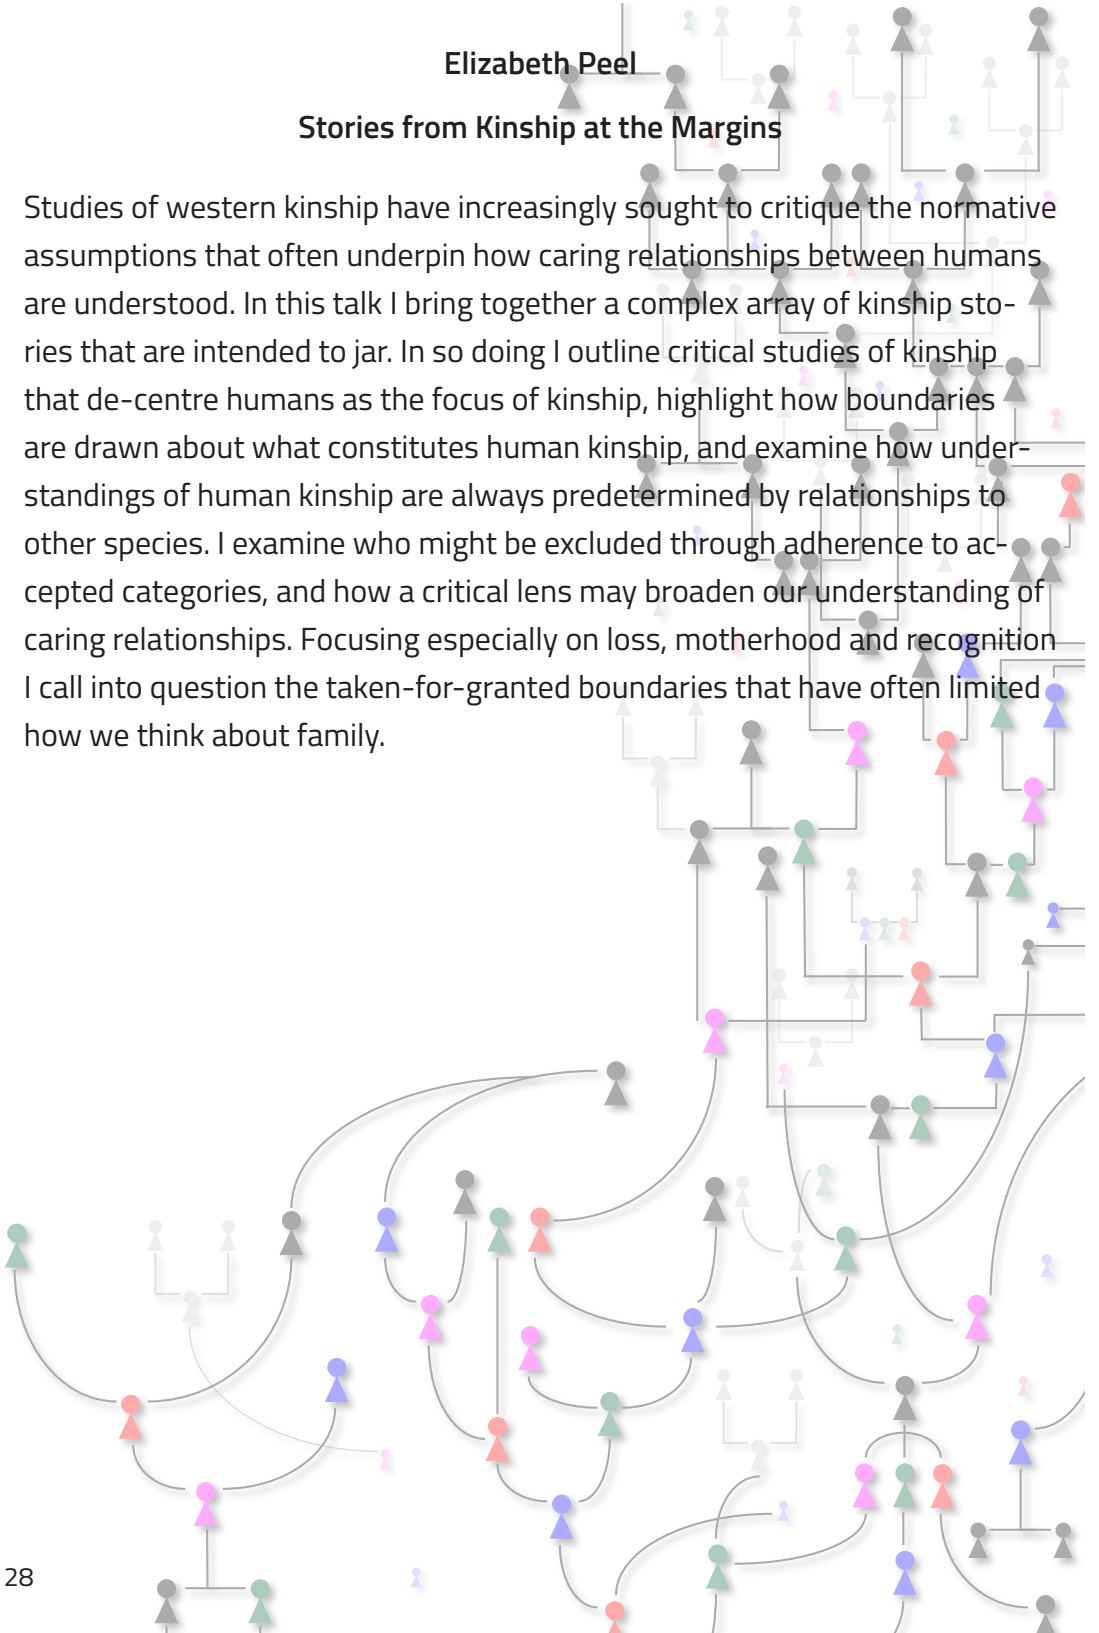 Elizabeth Peel
Stories from Kinship at the Margins
Studies of western kinship have increasingly sought to critique the normative
assumptions that often underpin how caring relationships between humans
are understood. In this talk I bring together a complex array of kinship sto-
ries that are intended to jar. In so doing I outline critical studies of kinship
that de-centre humans as the focus of kinship, highlight how boundaries
are drawn about what constitutes human kinship, and examine how under-
standings of human kinship are always predetermined by relationships to
other species. I examine who might be excluded through adherence to ac-
cepted categories, and how a critical lens may broaden our understanding of
caring relationships. Focusing especially on loss, motherhood and recognition
I call into question the taken-for-granted boundaries that have often limited
how we think about family.
28